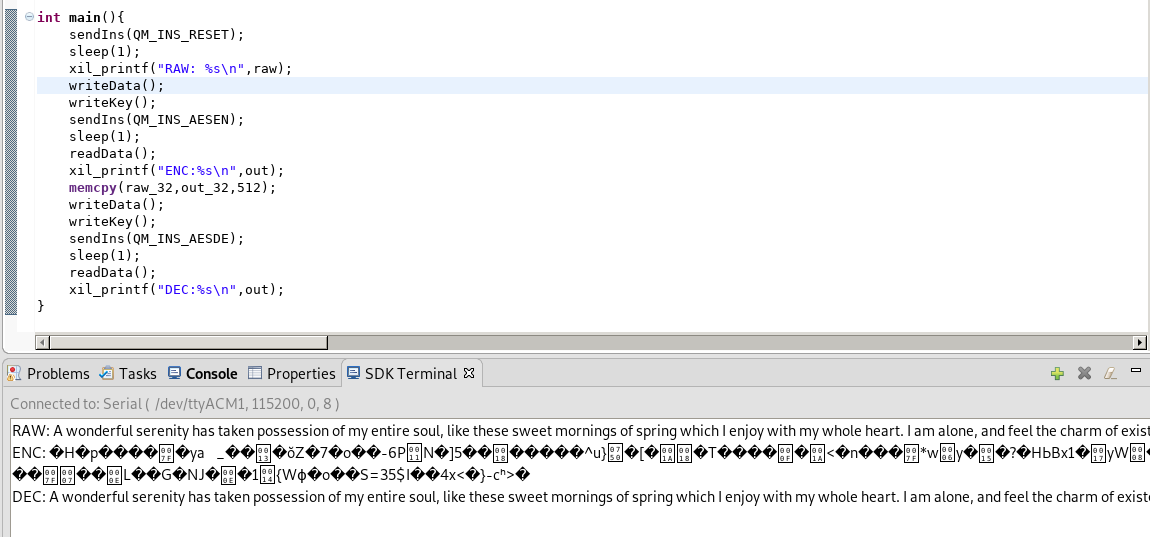 int main(){
sendIns(QM_INS_RESET);
sleep(1);
xil_printf("RAW: %s\n",raw);
writeData();
writeKey();
sendIns(QM_INS_AESEN);
sleep(1);
readData();
xil_printf("ENC:%s\n",out);
memcpy(raw_32,out_32,512);
writeData();
writeKey();
sendIns(QM_INS_AESDE);
sleep(1);
readData();
xil_printf("DEC:%s\n",out);
}
Problems Tasks Console Properties SDK Terminal
Connected to: Serial ( /dev/ttyACM1, 115200, 0, 8 )
RAW: A wonderful serenity has taken possession of my entire soul, like these sweet mornings of spring which I enjoy with my whole heart. I am alone, and feel the charm of exist
ENC:
DEC: A wonderful serenity has taken possession of my entire soul, like these sweet mornings of spring which I enjoy with my whole heart. I am alone, and feel the charm of existe